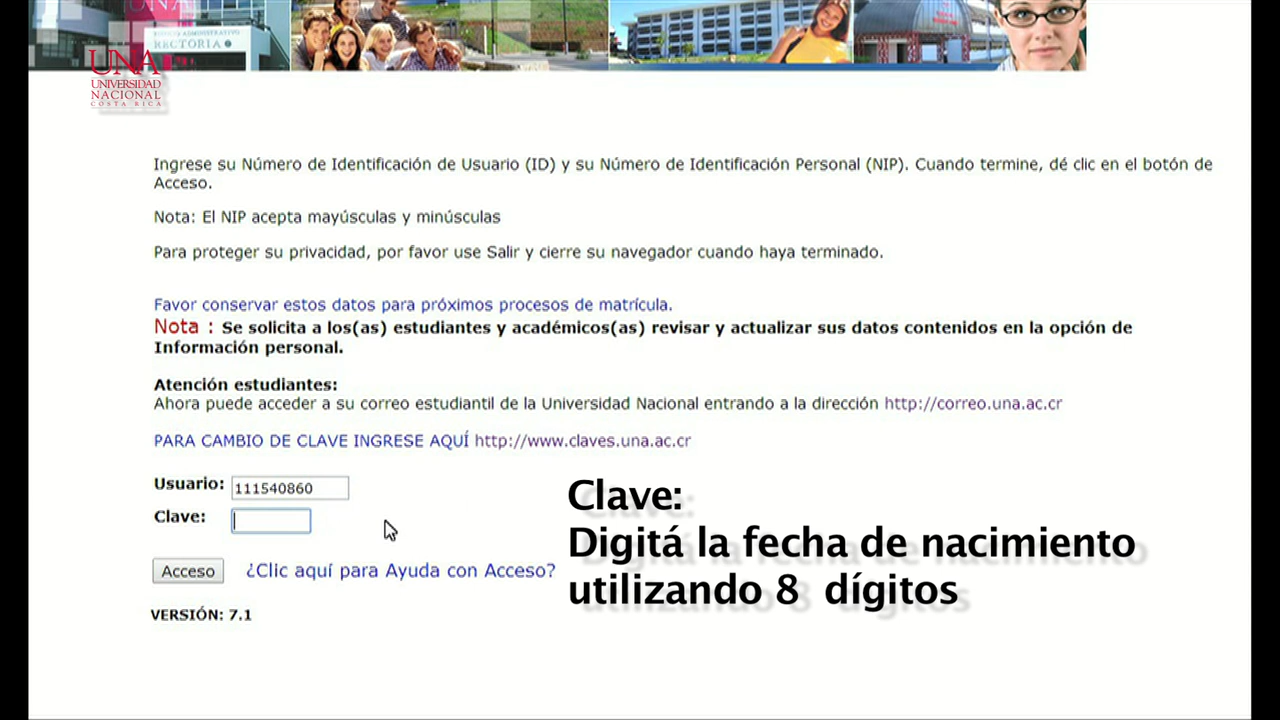 UNA
RECTORIA
UNA
UNIVERSIDAD
NACIONAL
COSTA RICA
Ingrese su Número de Identificación de Usuario (ID) y su Número de Identificación Personal (NIP). Cuando termine, dé clic en el botón de
Acceso.
Nota: El NIP acepta mayúsculas y minúsculas
Para proteger su privacidad, por favor use Salir y cierre su navegador cuando haya terminado.
Favor conservar estos datos para próximos procesos de matrícula.
Nota : Se solicita a los(as) estudiantes y académicos(as) revisar y actualizar sus datos contenidos en la opción de
Información personal.
Atención estudiantes:
Ahora puede acceder a su correo estudiantil de la Universidad Nacional entrando a la dirección http://correo.una.ac.cr
PARA CAMBIO DE CLAVE INGRESE AQUÍ http://www.claves.una.ac.cr
Usuario: 111540860
Clave:
Clave:
Digitá la fecha de nacimiento
utilizando 8 dígitos
Acceso ¿Clic aquí para Ayuda con Acceso?
VERSIÓN: 7.1